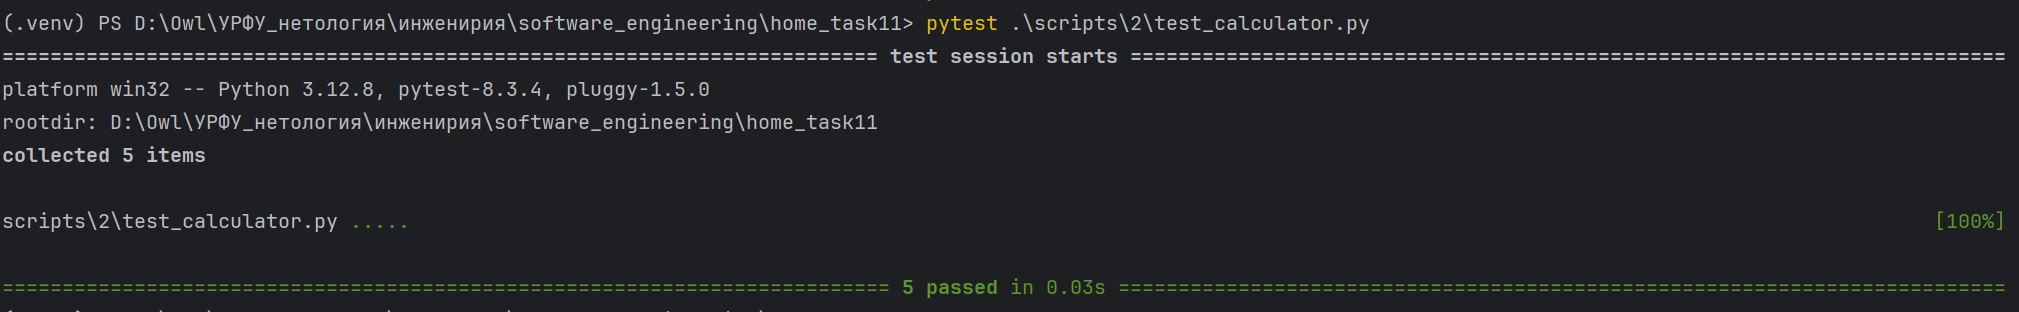 (.venv) PS D:\Owl\УРФУ_нетология\инженирия\software_engineering\home_task11> pytest .\scripts\2\test_calculator.py
========================================================================= test session starts =========================================================================
platform win32 -- Python 3.12.8, pytest-8.3.4, pluggy-1.5.0
rootdir: D:\Owl\УРФУ_нетология\инженирия\software_engineering\home_task11
collected 5 items
scripts\2\test_calculator.py ..... [100%]
========================================================================== 5 passed in 0.03s ==========================================================================